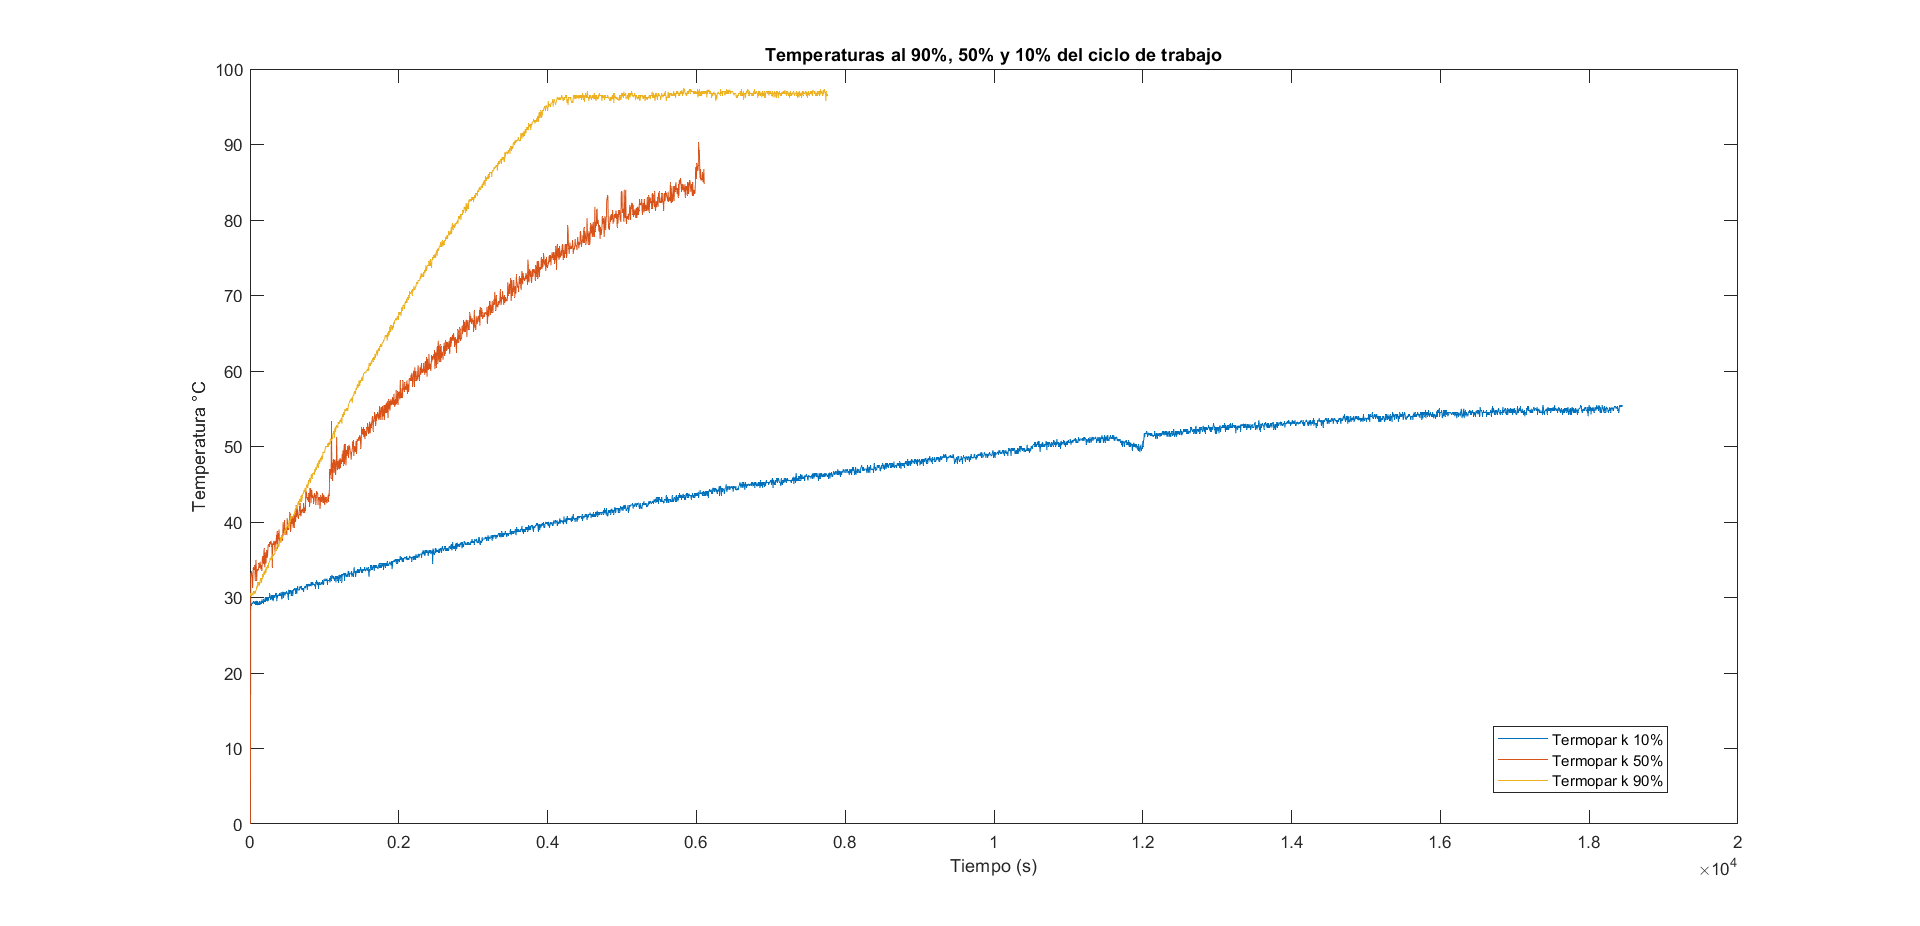 Temperaturas al 90%, 50% y 10% del ciclo de trabajo
100
90
80
70
60
50
40
30
20
10
0
Temperatura °C
0 0.2 0.4 0.6 0.8 1 1.2 1.4 1.6 1.8 2
×10⁴
Tiempo (s)
Termopar k 10%
Termopar k 50%
Termopar k 90%